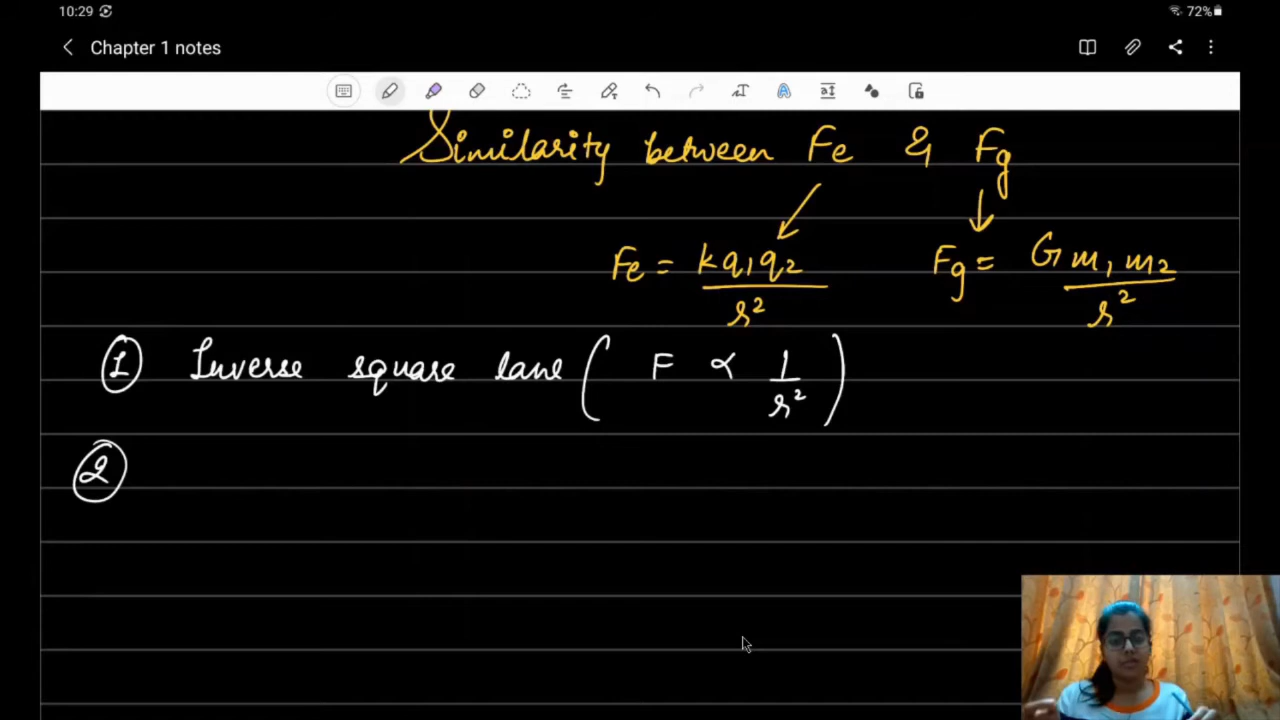 10:29 72%
Chapter 1 notes
Similarity between Fe & Fg
Fe = kq1q2/r² Fg = Gm1m2/r²
① Inverse square lane ( F ∝ 1/r² )
②